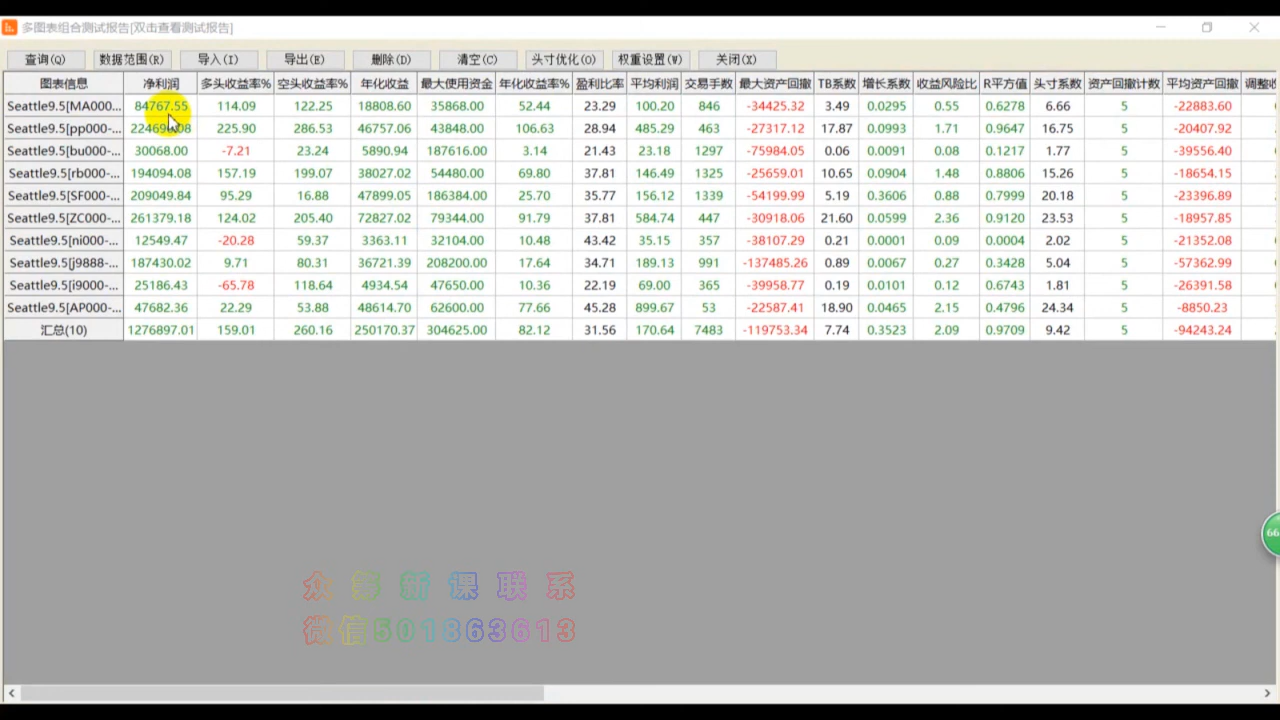 多图表组合测试报告[双击查看测试报告]
查询(Q) 数据范围(R) 导入(I) 导出(E) 删除(D) 清空(C) 头寸优化(O) 权重设置(W) 关闭(X)
图表信息 净利润 多头收益率% 空头收益率% 年化收益 最大使用资金 年化收益率% 盈利比率 平均利润 交易手数 最大资产回撤 TB系数 增长系数 收益风险比 R平方值 头寸系数 资产回撤计数 平均资产回撤 调整收
Seattle9.5[MA000... 84767.55 114.09 122.25 18808.60 35868.00 52.44 23.29 100.20 846 -34425.32 3.49 0.0295 0.55 0.6278 6.66 5 -22883.60
Seattle9.5[pp000-... 224690.08 225.90 286.53 46757.06 43848.00 106.63 28.94 485.29 463 -27317.12 17.87 0.0993 1.71 0.9647 16.75 5 -20407.92
Seattle9.5[bu000-... 30068.00 -7.21 23.24 5890.94 187616.00 3.14 21.43 23.18 1297 -75984.05 0.06 0.0091 0.08 0.1217 1.77 5 -39556.40
Seattle9.5[rb000-... 194094.08 157.19 199.07 38027.02 54480.00 69.80 37.81 146.49 1325 -25659.01 10.65 0.0904 1.48 0.8806 15.26 5 -18654.15
Seattle9.5[SF000-... 209049.84 95.29 16.88 47899.05 186384.00 25.70 35.77 156.12 1339 -54199.99 5.19 0.3606 0.88 0.7999 20.18 5 -23396.89
Seattle9.5[ZC000-... 261379.18 124.02 205.40 72827.02 79344.00 91.79 37.81 584.74 447 -30918.06 21.60 0.0599 2.36 0.9120 23.53 5 -18957.85
Seattle9.5[ni000-... 12549.47 -20.28 59.37 3363.11 32104.00 10.48 43.42 35.15 357 -38107.29 0.21 0.0001 0.09 0.0004 2.02 5 -21352.08
Seattle9.5[j9888-... 187430.02 9.71 80.31 36721.39 208200.00 17.64 34.71 189.13 991 -137485.26 0.89 0.0067 0.27 0.3428 5.04 5 -57362.99
Seattle9.5[i9000-... 25186.43 -65.78 118.64 4934.54 47650.00 10.36 22.19 69.00 365 -39958.77 0.19 0.0101 0.12 0.6743 1.81 5 -26391.58
Seattle9.5[AP000-... 47682.36 22.29 53.88 48614.70 62600.00 77.66 45.28 899.67 53 -22587.41 18.90 0.0465 2.15 0.4796 24.34 5 -8850.23
汇总(10) 1276897.01 159.01 260.16 250170.37 304625.00 82.12 31.56 170.64 7483 -119753.34 7.74 0.3523 2.09 0.9709 9.42 5 -94243.24
66
众筹新课联系
微信501863613